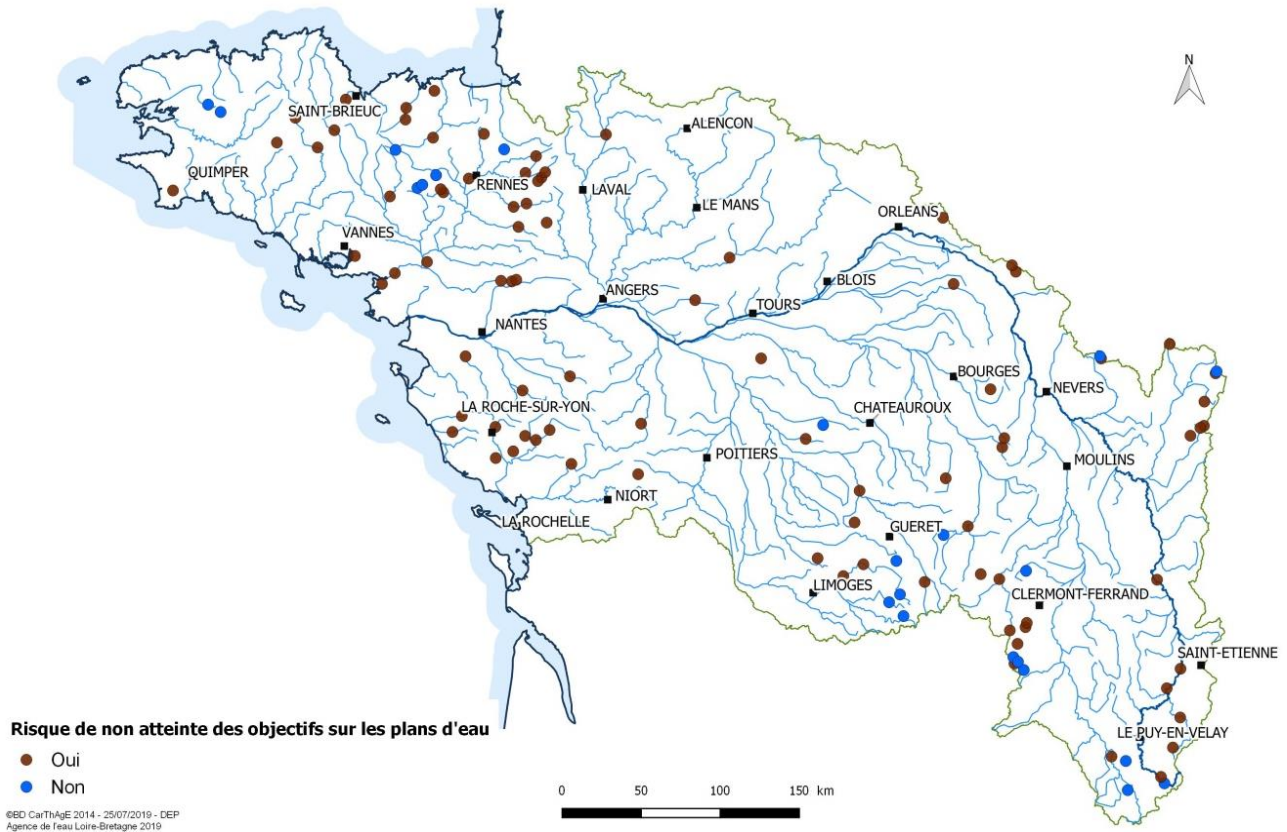 N
ALENCON
SAINT-BRIEUC
QUIMPER
RENNES
LAVAL
LE MANS
ORLEANS
VANNES
BLOIS
ANGERS
TOURS
NANTES
BOURGES
NEVERS
LA ROCHE-SUR-YON
CHATEAUROUX
POITIERS
MOULINS
NIORT
LA ROCHELLE
GUERET
LIMOGES
CLERMONT-FERRAND
SAINT-ETIENNE
LE PUY-EN-VELAY
Risque de non atteinte des objectifs sur les plans d'eau
Oui
Non
0 50 100 150 km
©BD CarThAgE 2014 - 25/07/2019 - DEP
Agence de l'eau Loire-Bretagne 2019